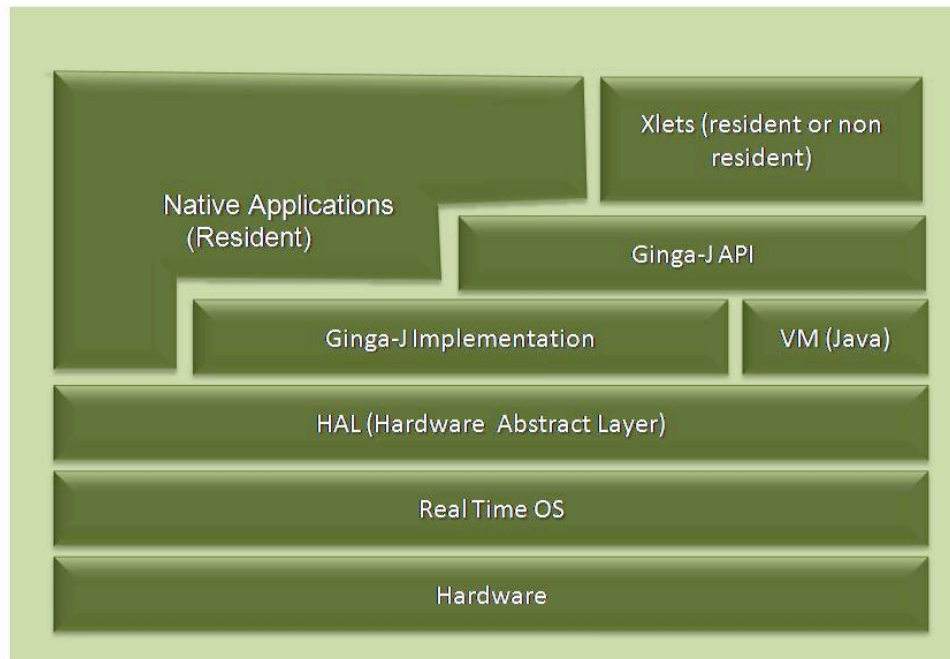 Xlets (resident or non
resident)
Native Applications
(Resident)
Ginga-J API
Ginga-J Implementation
VM (Java)
HAL (Hardware Abstract Layer)
Real Time OS
Hardware